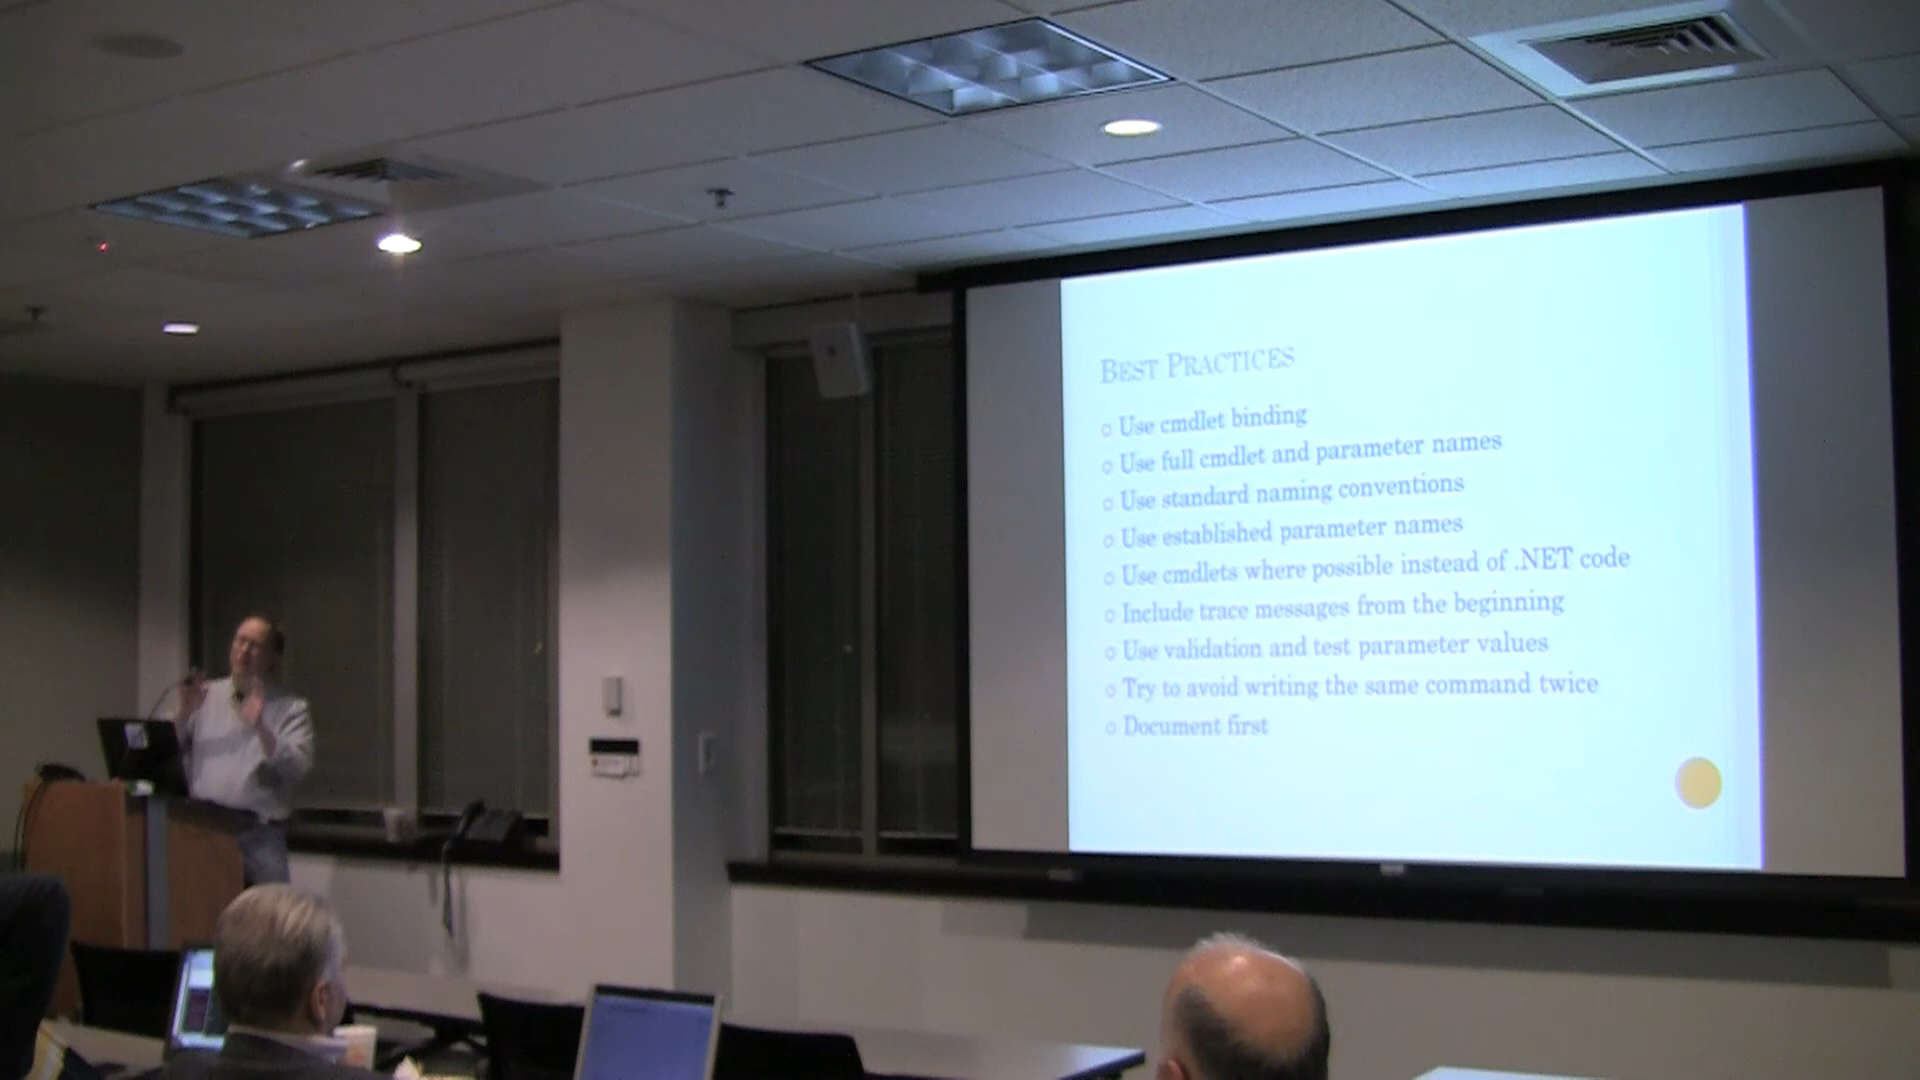 BEST PRACTICES
Use cmdlet binding
Use full cmdlet and parameter names
Use standard naming conventions
Use established parameter names
Use cmdlets where possible instead of .NET code
Include trace messages from the beginning
Use validation and test parameter values
Try to avoid writing the same command twice
Document first